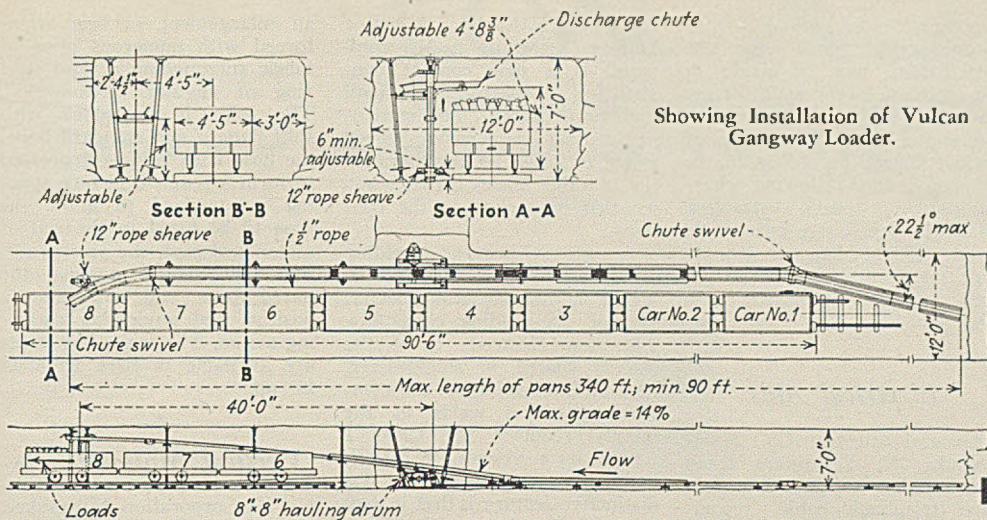 Adjustable 4'-8 3/8"
Discharge chute
2'-4 1/2"
4'-5"
4'-5"
3'-0"
6" min.
adjustable
12'-0"
7'-0"
Showing Installation of Vulcan
Gangway Loader.
Adjustable
12" rope sheave
Section B-B
Section A-A
A
12" rope sheave
B
1/2" rope
Chute swivel
22 1/2° max
8
7
6
5
4
3
Car No. 2
Car No. 1
12'-0"
Chute swivel
90'-6"
A
B
Max. length of pans 340 ft.; min. 90 ft.
40'-0"
Max. grade = 14%
8
7
6
Flow
7'-0"
Loads
8" x 8" hauling drum